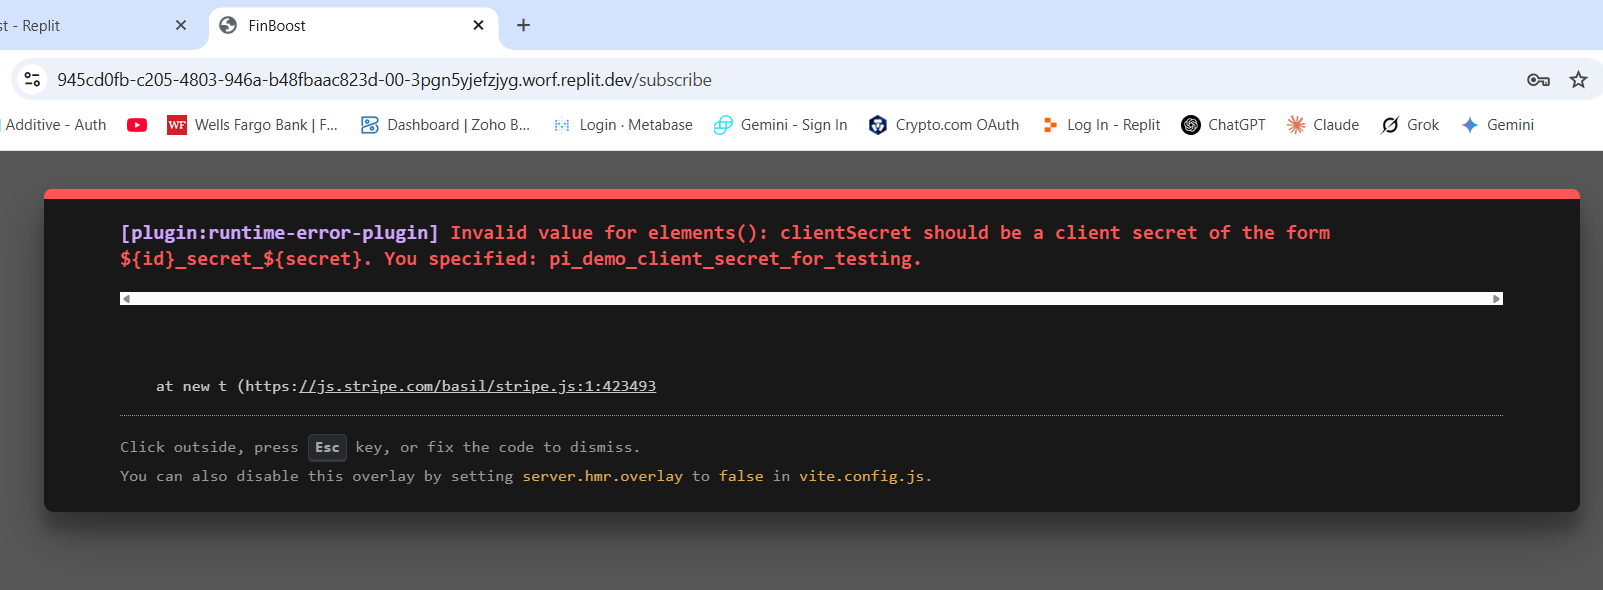 st - Replit
FinBoost
945cd0fb-c205-4803-946a-b48fbaac823d-00-3pgn5yjefzjyg.worf.replit.dev/subscribe
Additive - Auth WF Wells Fargo Bank | F... Dashboard | Zoho B... Login · Metabase Gemini - Sign In Crypto.com OAuth Log In - Replit ChatGPT Claude Grok Gemini
[plugin:runtime-error-plugin] Invalid value for elements(): clientSecret should be a client secret of the form
${id}_secret_${secret}. You specified: pi_demo_client_secret_for_testing.
at new t (https://js.stripe.com/basil/stripe.js:1:423493
Click outside, press Esc key, or fix the code to dismiss.
You can also disable this overlay by setting server.hmr.overlay to false in vite.config.js.